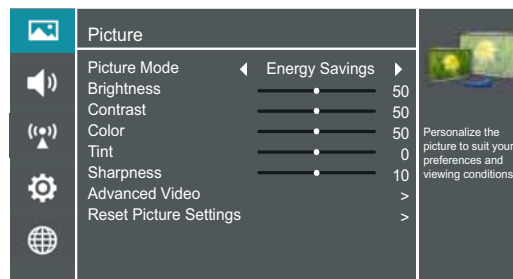 Picture
Picture Mode Energy Savings
Brightness 50
Contrast 50
Color 50
Tint 0
Sharpness 10
Advanced Video >
Reset Picture Settings >
Personalize the
picture to suit your
preferences and
viewing conditions